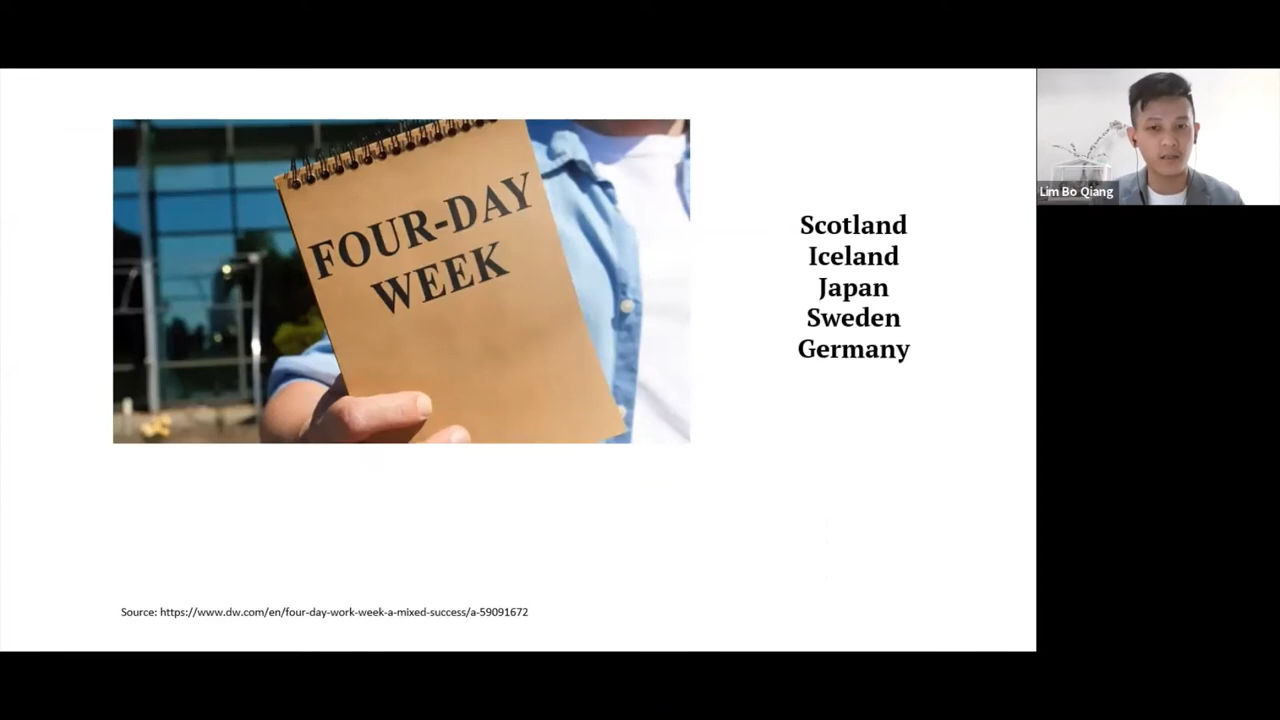 FOUR-DAY
WEEK
Scotland
Iceland
Japan
Sweden
Germany
Lim Bo Qiang
Source: https://www.dw.com/en/four-day-work-week-a-mixed-success/a-59091672